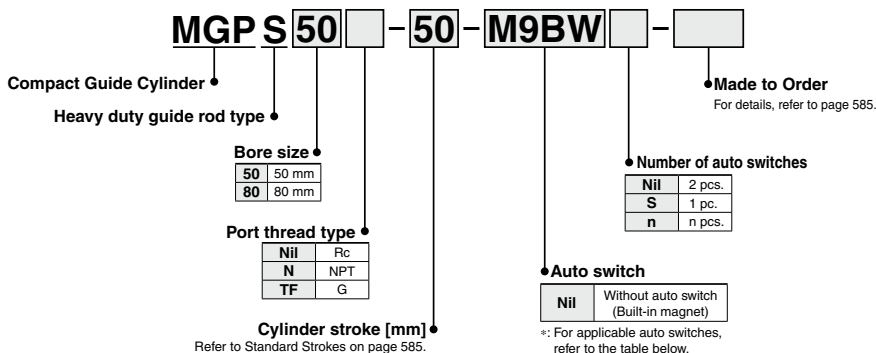 MGP S 50 - 50 - M9BW -
Compact Guide Cylinder
Heavy duty guide rod type
Bore size
50 50 mm
80 80 mm
Port thread type
Nil Rc
N NPT
TF G
Cylinder stroke [mm]
Refer to Standard Strokes on page 585.
Made to Order
For details, refer to page 585.
Number of auto switches
Nil 2 pcs.
S 1 pc.
n n pcs.
Auto switch
Nil Without auto switch
(Built-in magnet)
∗: For applicable auto switches,
refer to the table below.